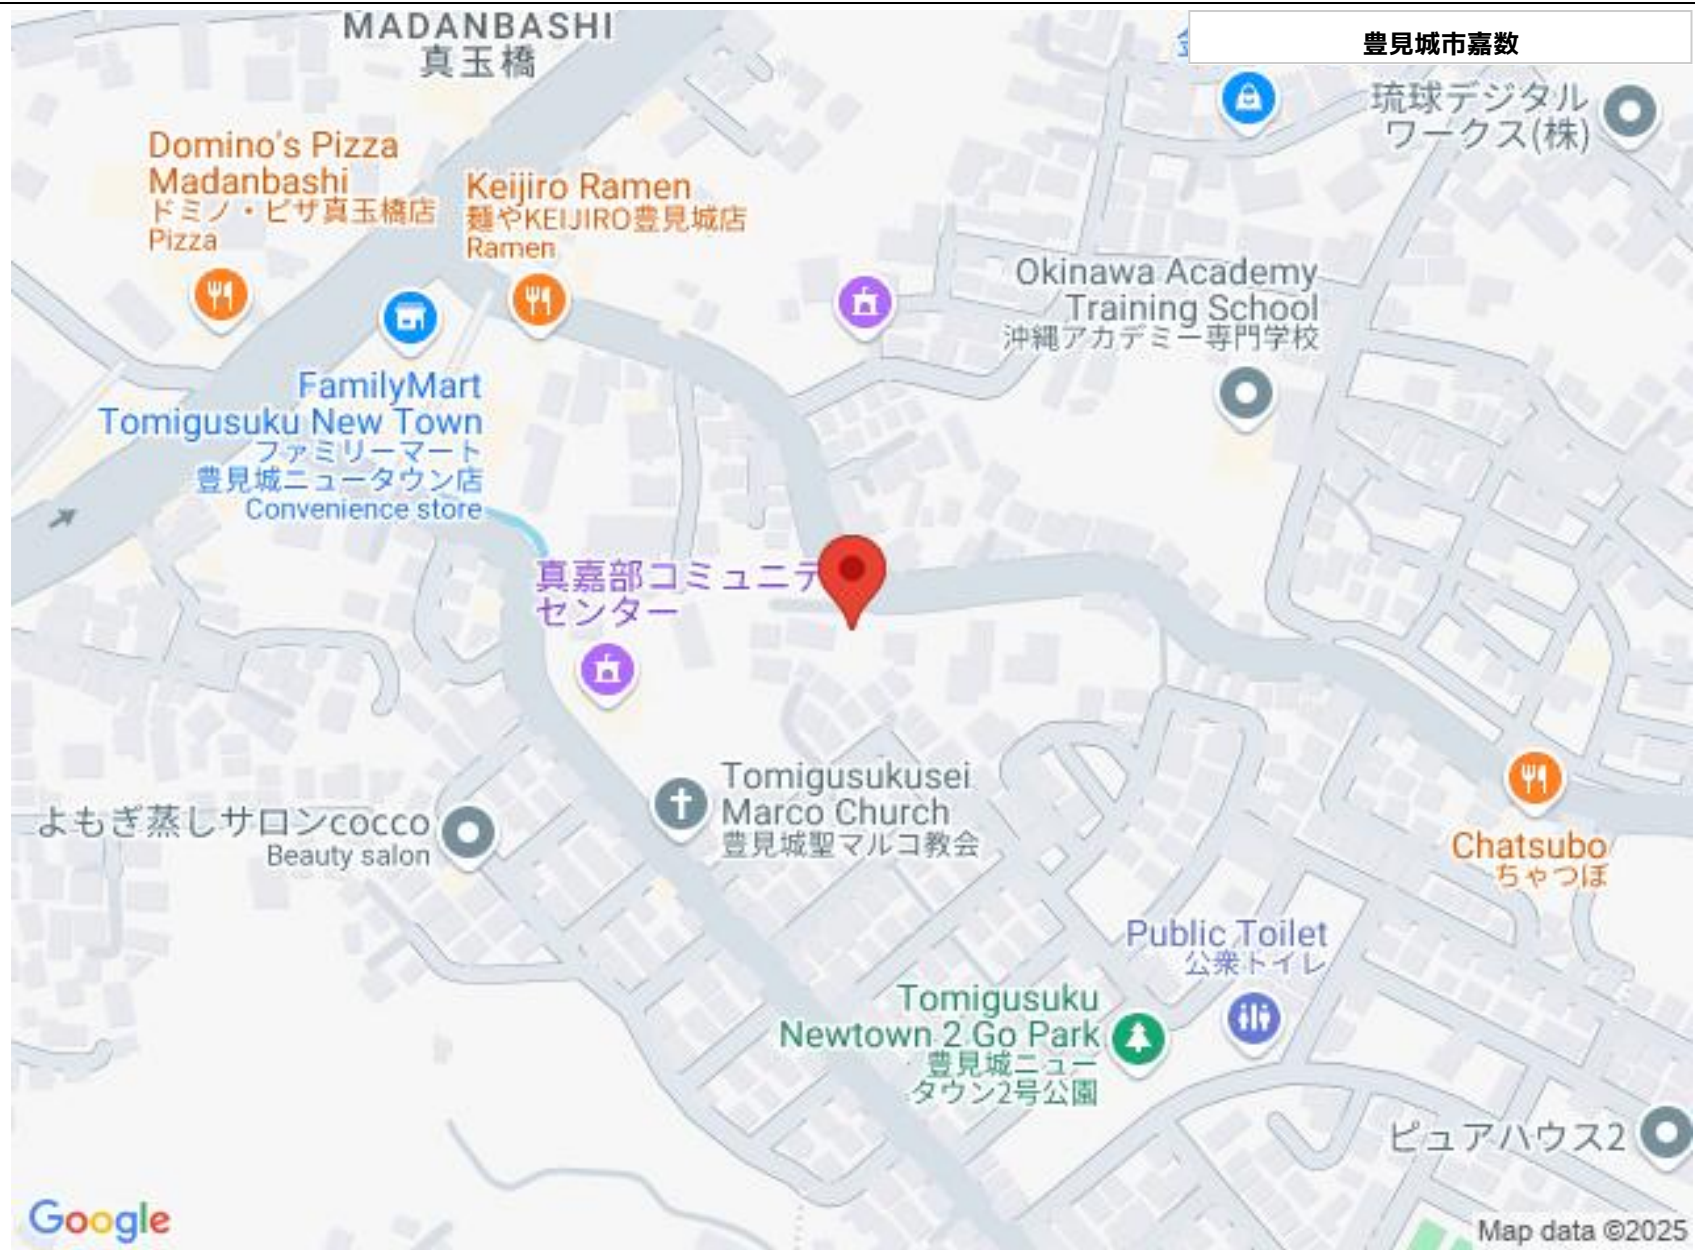 MADANBASHI
真玉橋
豊見城市嘉数
琉球デジタル
ワークス(株)
Domino's Pizza
Madanbashi
ドミノ・ピザ真玉橋店
Pizza
Keijiro Ramen
麺やKEIJIRO豊見城店
Ramen
Okinawa Academy
Training School
沖縄アカデミー専門学校
FamilyMart
Tomigusuku New Town
ファミリーマート
豊見城ニュータウン店
Convenience store
真嘉部コミュニテ
センター
Tomigusukusei
Marco Church
豊見城聖マルコ教会
よもぎ蒸しサロンcocco
Beauty salon
Chatsubo
ちゃつぼ
Public Toilet
公衆トイレ
Tomigusuku
Newtown 2 Go Park
豊見城ニュー
タウン2号公園
ピュアハウス2
Google
Map data ©2025